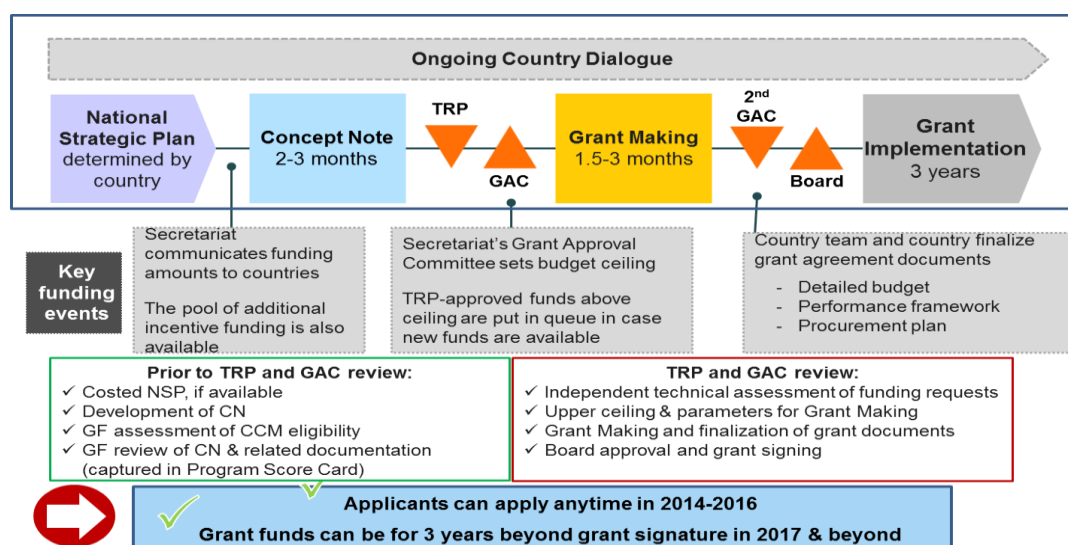 Ongoing Country Dialogue
National
Strategic Plan
determined by
country
Concept Note
2-3 months
TRP
GAC
Grant Making
1.5-3 months
2nd
GAC
Board
Grant
Implementation
3 years
Key
funding
events
Secretariat
communicates funding
amounts to countries
The pool of additional
incentive funding is also
available
Secretariat's Grant Approval
Committee sets budget ceiling
TRP-approved funds above
ceiling are put in queue in case
new funds are available
Country team and country finalize
grant agreement documents
- Detailed budget
- Performance framework
- Procurement plan
Prior to TRP and GAC review:
✓ Costed NSP, if available
✓ Development of CN
✓ GF assessment of CCM eligibility
✓ GF review of CN & related documentation
(captured in Program Score Card)
TRP and GAC review:
✓ Independent technical assessment of funding requests
✓ Upper ceiling & parameters for Grant Making
✓ Grant Making and finalization of grant documents
✓ Board approval and grant signing
Applicants can apply anytime in 2014-2016
Grant funds can be for 3 years beyond grant signature in 2017 & beyond